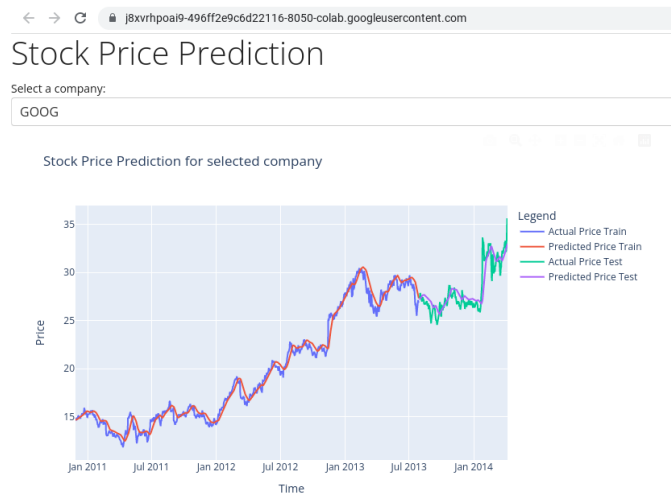 j8xvrhpoai9-496ff2e9c6d22116-8050-colab.googleusercontent.com
Stock Price Prediction
Select a company:
GOOG
Stock Price Prediction for selected company
Legend
Actual Price Train
Predicted Price Train
Actual Price Test
Predicted Price Test
35
30
25
20
15
Price
Jan 2011 Jul 2011 Jan 2012 Jul 2012 Jan 2013 Jul 2013 Jan 2014
Time